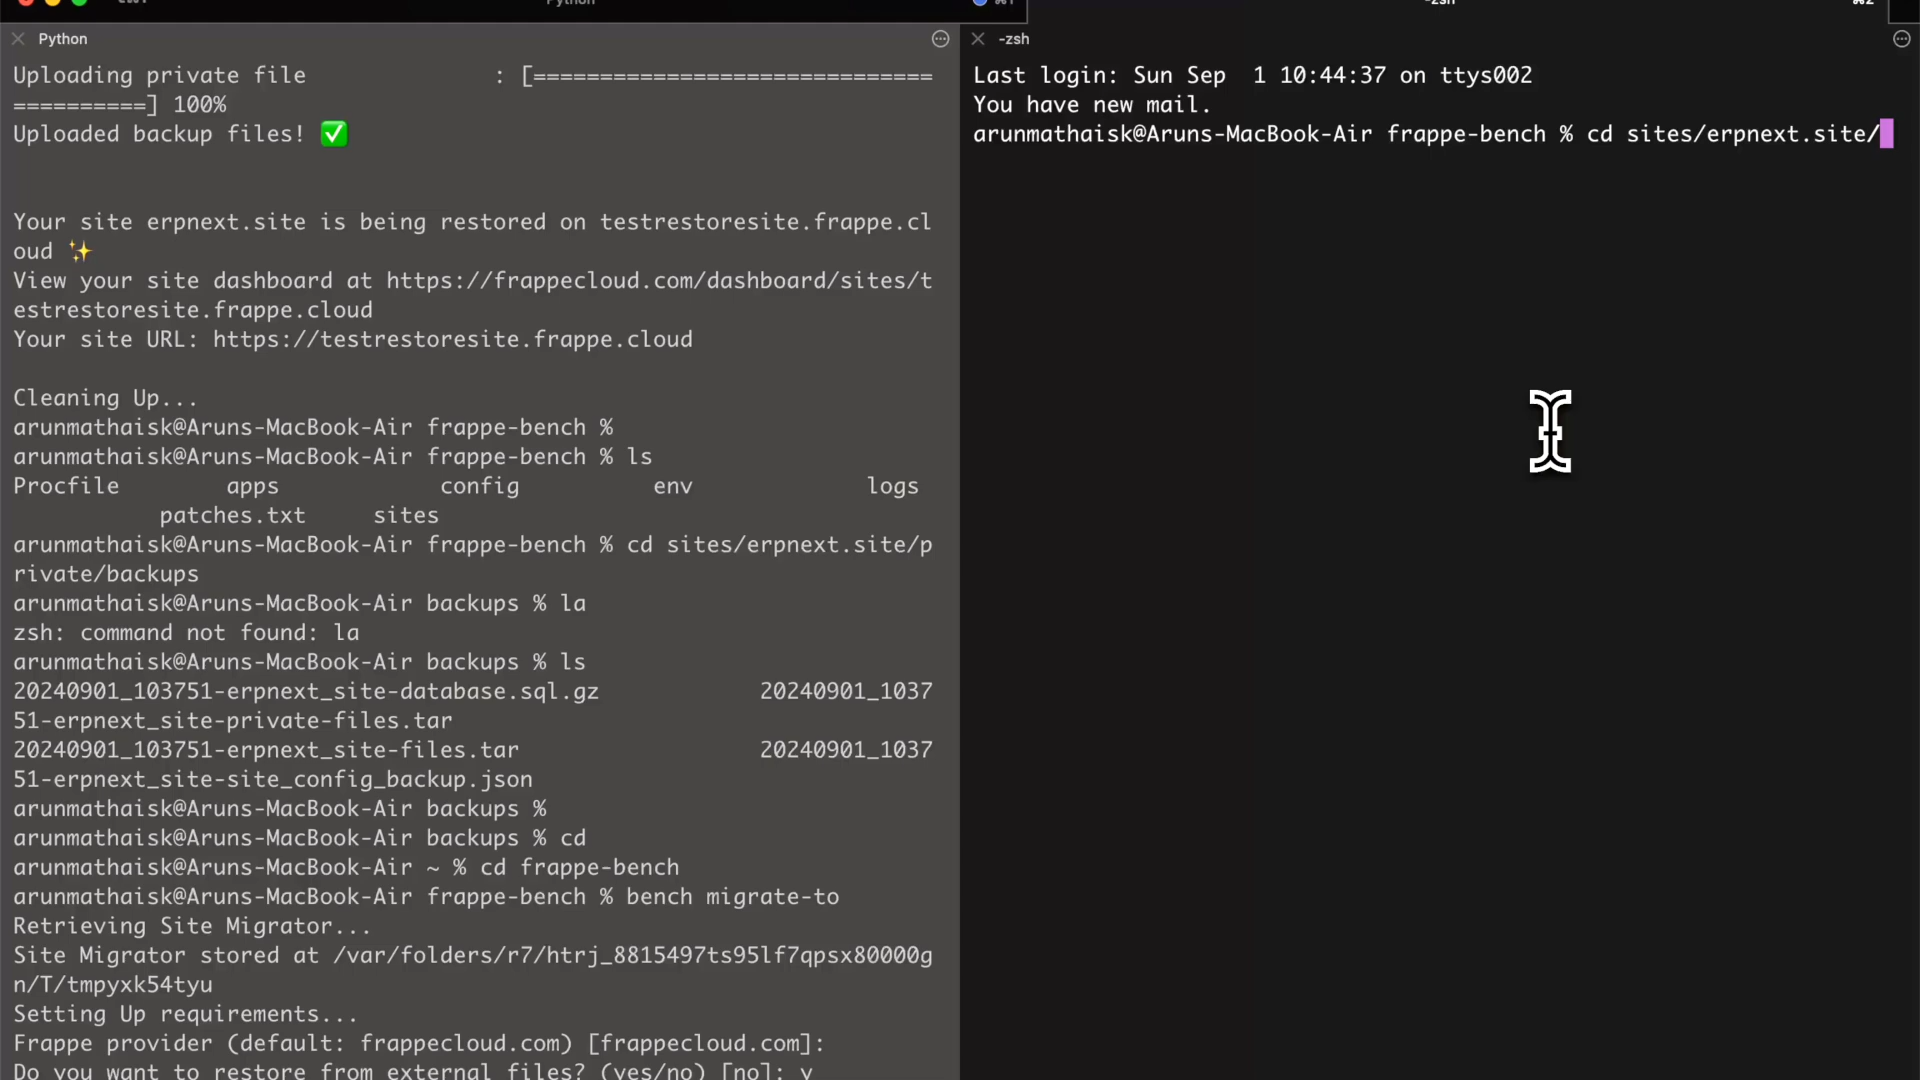 Python
Uploading private file : [==============================
==========] 100%
Uploaded backup files! ✅
Your site erpnext.site is being restored on testrestoresite.frappe.cl
oud ✨
View your site dashboard at https://frappecloud.com/dashboard/sites/t
estrestoresite.frappe.cloud
Your site URL: https://testrestoresite.frappe.cloud
Cleaning Up...
arunmathaisk@Aruns-MacBook-Air frappe-bench %
arunmathaisk@Aruns-MacBook-Air frappe-bench % ls
Procfile apps config env logs
patches.txt sites
arunmathaisk@Aruns-MacBook-Air frappe-bench % cd sites/erpnext.site/p
rivate/backups
arunmathaisk@Aruns-MacBook-Air backups % la
zsh: command not found: la
arunmathaisk@Aruns-MacBook-Air backups % ls
20240901_103751-erpnext_site-database.sql.gz 20240901_1037
51-erpnext_site-private-files.tar
20240901_103751-erpnext_site-files.tar 20240901_1037
51-erpnext_site-site_config_backup.json
arunmathaisk@Aruns-MacBook-Air backups %
arunmathaisk@Aruns-MacBook-Air backups % cd
arunmathaisk@Aruns-MacBook-Air ~ % cd frappe-bench
arunmathaisk@Aruns-MacBook-Air frappe-bench % bench migrate-to
Retrieving Site Migrator...
Site Migrator stored at /var/folders/r7/htrj_8815497ts95lf7qpsx80000g
n/T/tmpyxk54tyu
Setting Up requirements...
Frappe provider (default: frappecloud.com) [frappecloud.com]:
Do you want to restore from external files? (yes/no) [no]: y
-zsh
Last login: Sun Sep  1 10:44:37 on ttys002
You have new mail.
arunmathaisk@Aruns-MacBook-Air frappe-bench % cd sites/erpnext.site/